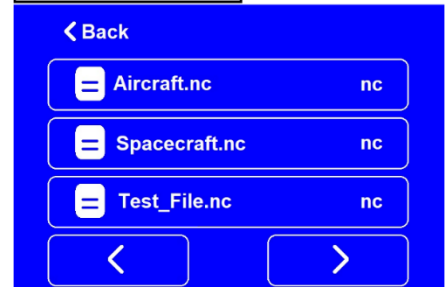 Back
Aircraft.nc nc
Spacecraft.nc nc
Test_File.nc nc